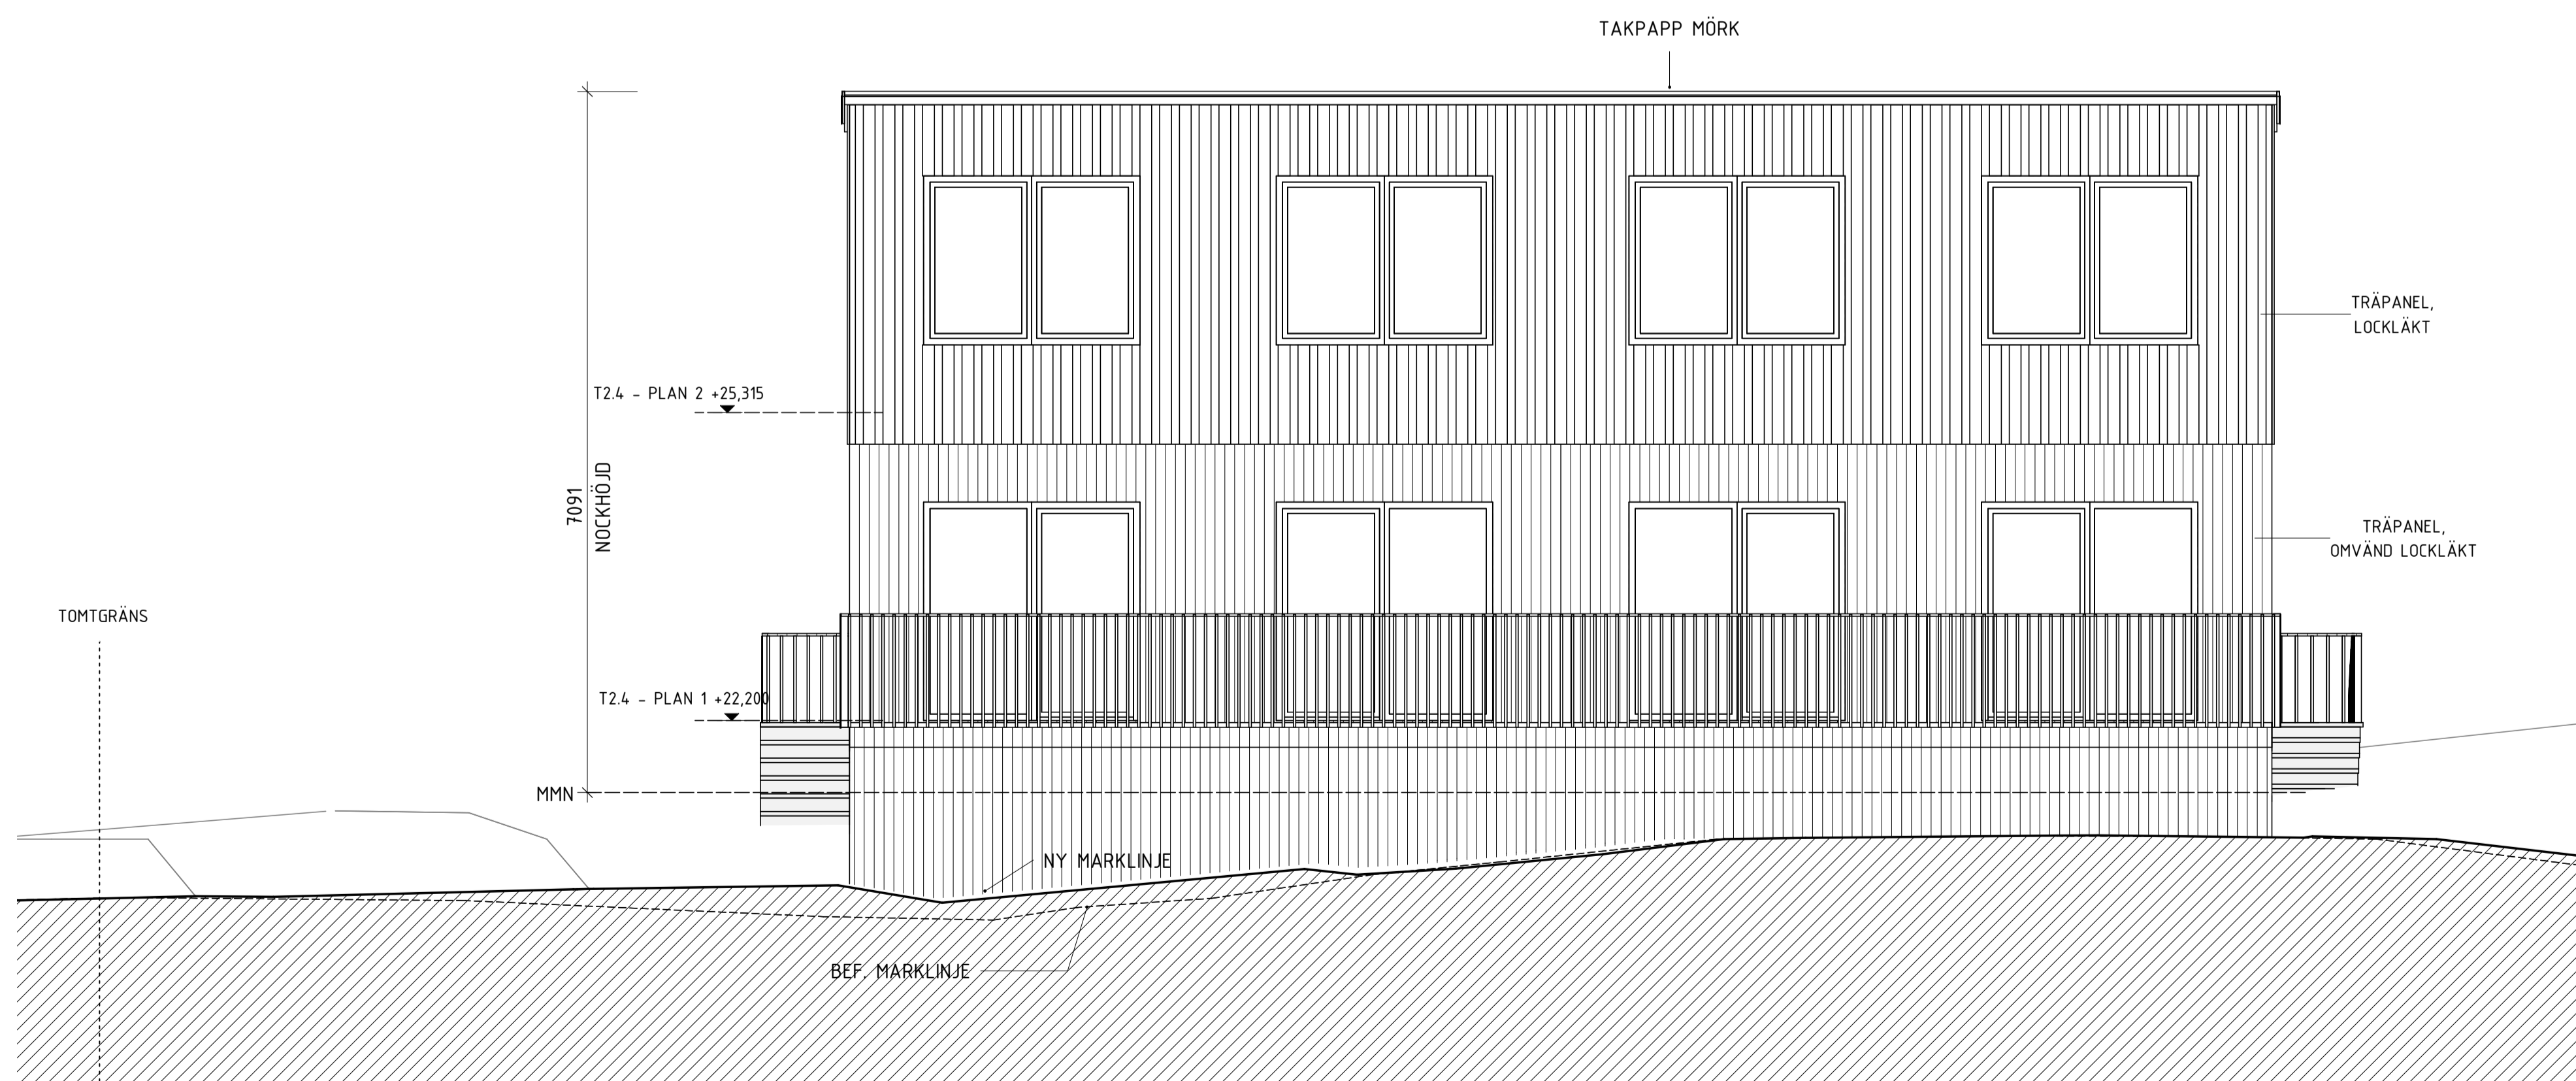 TAKPAPP MÖRK
TRÄPANEL,
LOCKLÄKT
T2.4 - PLAN 2 +25,315
7091
NOCKHÖJD
TRÄPANEL,
OMVÄND LOCKLÄKT
TOMTGRÄNS
T2.4 - PLAN 1 +22,200
MMN
NY MARKLINJE
BEF. MARKLINJE